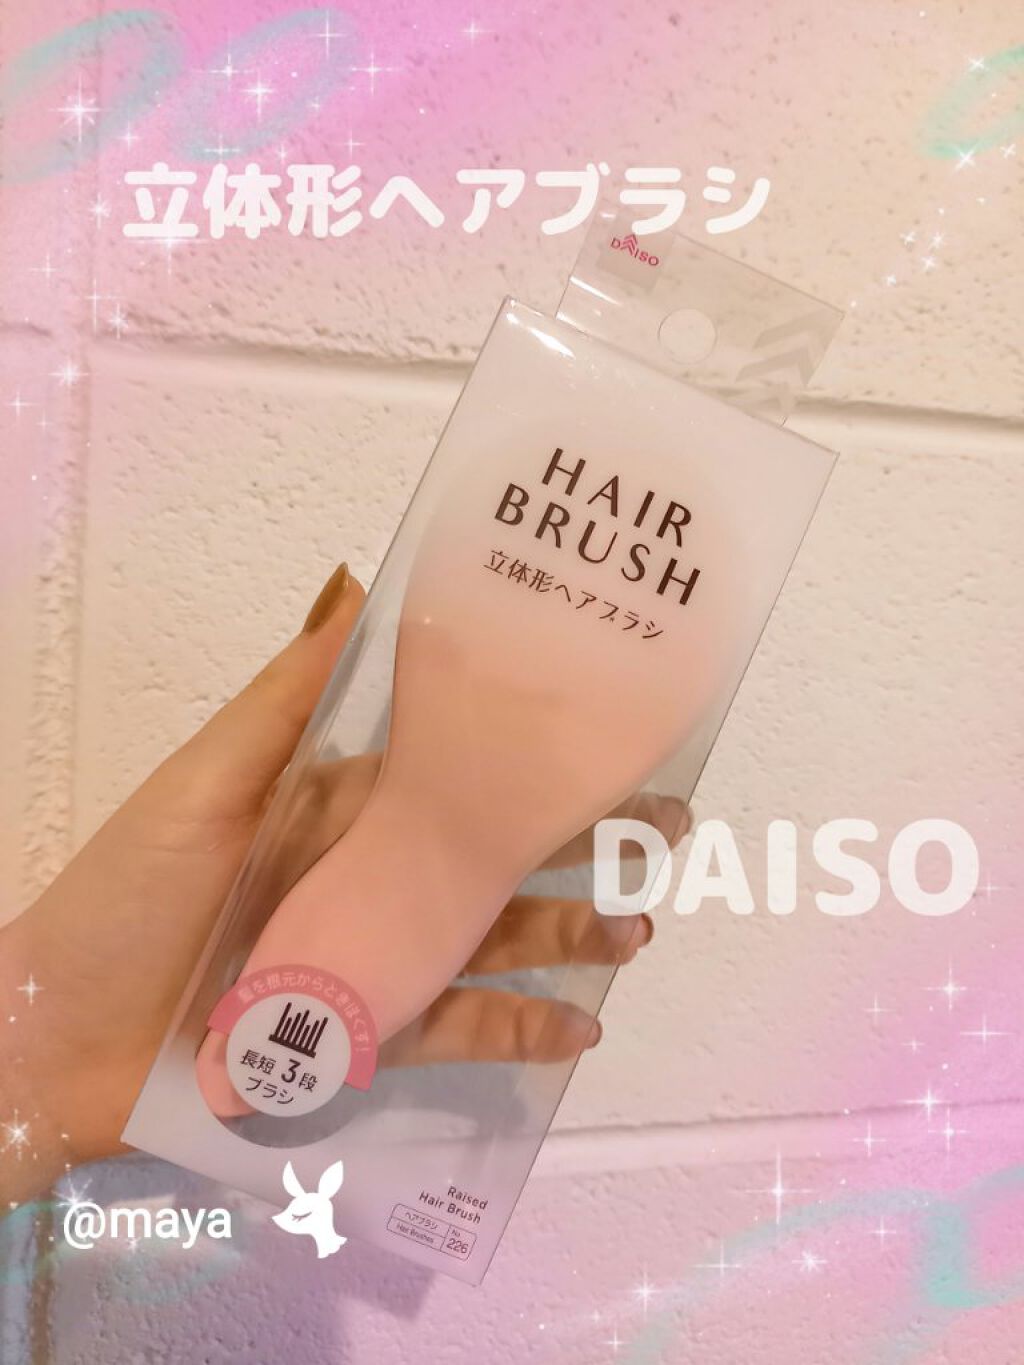 立体形ヘアブラシ
DAISO
HAIR
BRUSH
立体形ヘアブラシ
DAISO
髪を根元からときほぐす!
長短3段
ブラシ
@maya
Raised
Hair Brush
ヘアブラシ
Hair Brushes
No
226